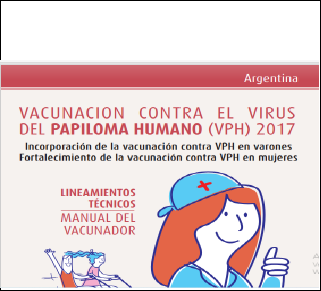 Argentina
VACUNACION CONTRA EL VIRUS
DEL PAPILOMA HUMANO (VPH) 2017
Incorporación de la vacunación contra VPH en varones
Fortalecimiento de la vacunación contra VPH en mujeres
LINEAMIENTOS
TÉCNICOS
MANUAL DEL
VACUNADOR